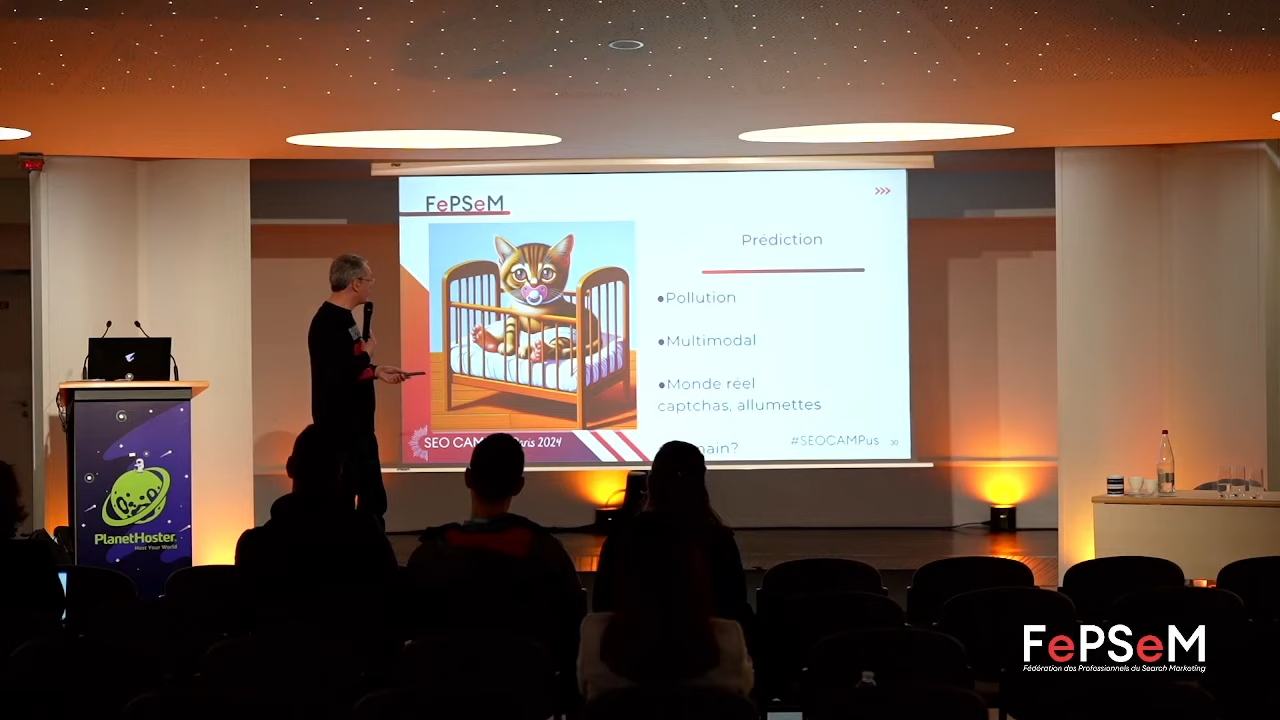 FePSeM
>>>
Prédiction
●Pollution
●Multimodal
●Monde réel
captchas, allumettes
SEO CAM
ris 2024
#SEOCAMPus
30
PlanetHoster.
Host Your World
FePSeM
Fédération des Professionnels du Search Marketing